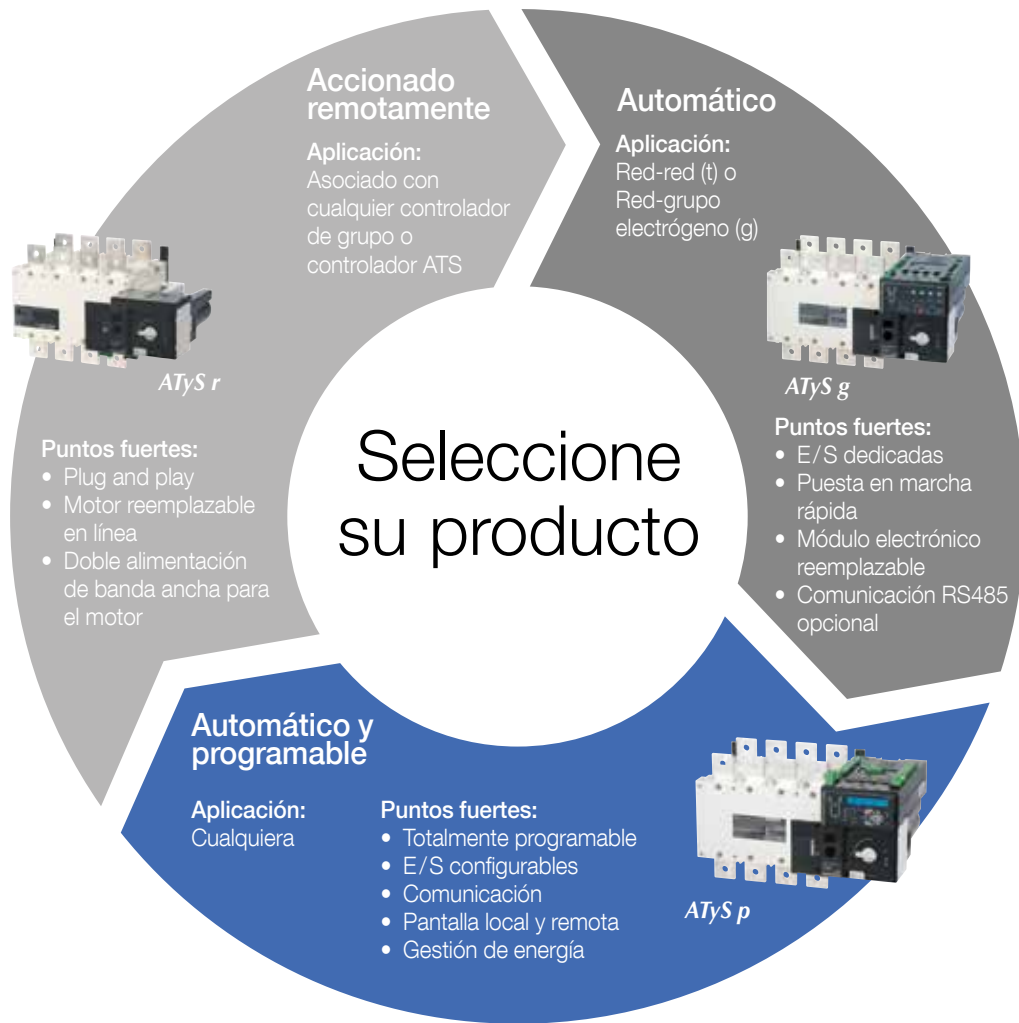 Accionado
remotamente
Aplicación:
Asociado con
cualquier controlador
de grupo o
controlador ATS
ATyS r
Puntos fuertes:
• Plug and play
• Motor reemplazable
en línea
• Doble alimentación
de banda ancha para
el motor
Automático
Aplicación:
Red-red (t) o
Red-grupo
electrógeno (g)
ATyS g
Puntos fuertes:
• E/S dedicadas
• Puesta en marcha
rápida
• Módulo electrónico
reemplazable
• Comunicación RS485
opcional
Seleccione
su producto
Automático y
programable
Aplicación:
Cualquiera
Puntos fuertes:
• Totalmente programable
• E/S configurables
• Comunicación
• Pantalla local y remota
• Gestión de energía
ATyS p